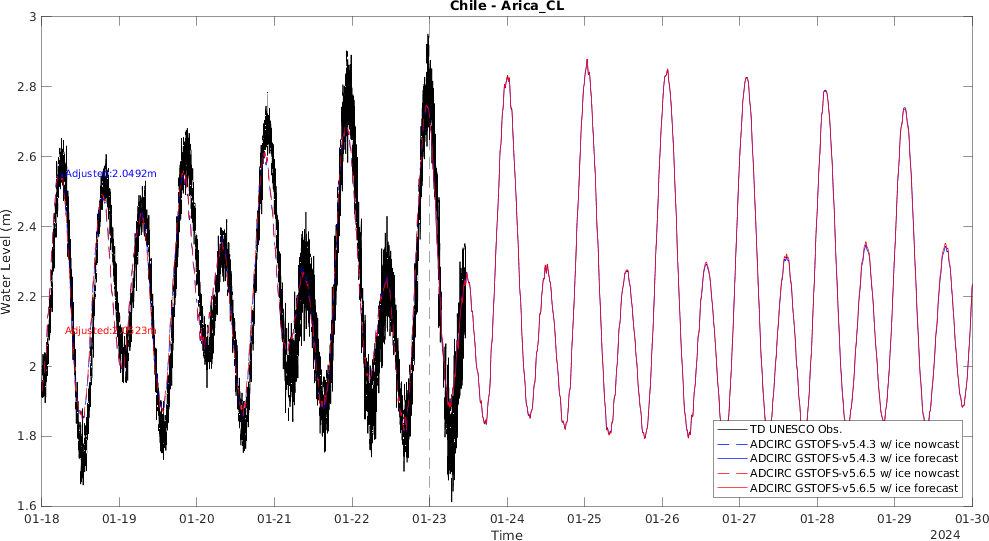 Chile - Arica_CL
3
2.8
2.6
2.4
2.2
2
1.8
1.6
Water Level (m)
Adjusted:2.0492m
TD UNESCO Obs.
ADCIRC GSTOFS-v5.4.3 w/ ice nowcast
ADCIRC GSTOFS-v5.4.3 w/ ice forecast
ADCIRC GSTOFS-v5.6.5 w/ ice nowcast
ADCIRC GSTOFS-v5.6.5 w/ ice forecast
01-18 01-19 01-20 01-21 01-22 01-23 01-24 01-25 01-26 01-27 01-28 01-29 01-30
Time
2024